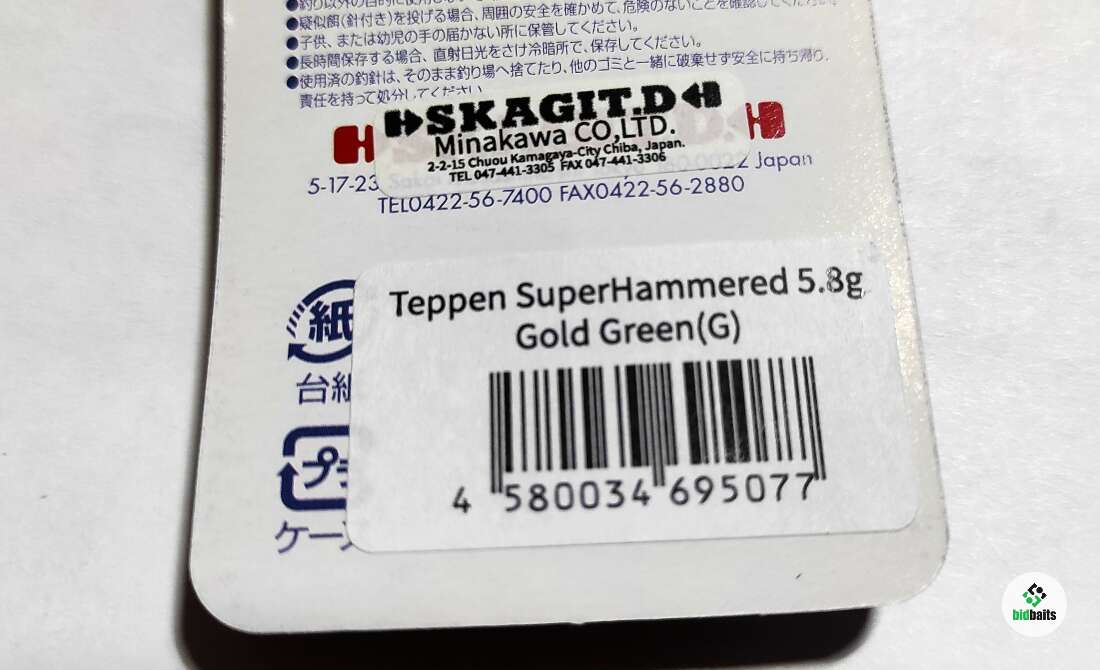 ●疑似餌(針付き)を投げる場合、周囲の安全を確かめて、危険のないことを確認してください。
●子供、または幼児の手の届かない所に保管してください。
●長時間保存する場合、直射日光をさけ冷暗所で、保存してください。
●使用済の釣針は、そのまま釣り場へ捨てたり、他のゴミと一緒に破棄せず安全に持ち帰り、
責任を持って処分してください
SKAGIT.D
Minakawa CO,LTD.
2-2-15 Chuou Kamagaya-City Chiba, Japan.
TEL 047-441-3305 FAX 047-441-3306
5-17-23 Japan
TEL0422-56-7400 FAX0422-56-2880
Teppen SuperHammered 5.8g
Gold Green(G)
紙
台紙
プラ
ケース
4 580034 695077
bidbaits